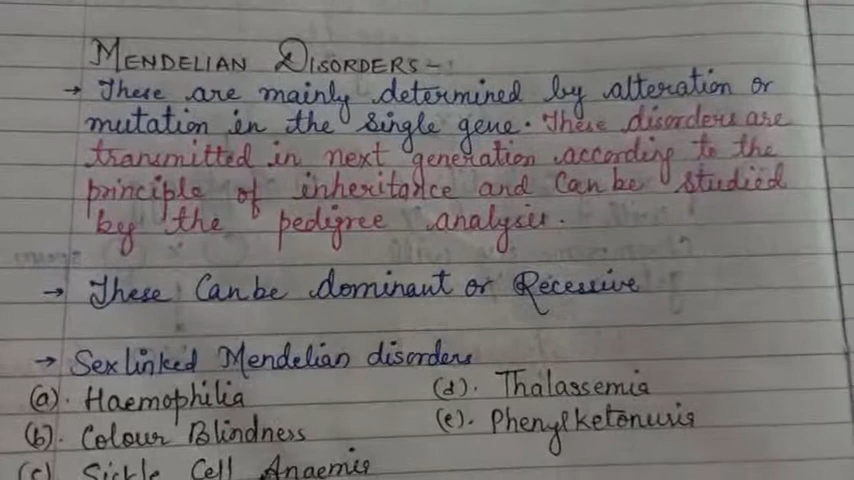 MENDELIAN DISORDERS-
→ These are mainly determined by alteration or
mutation in the single gene. These disorders are
transmitted in next generation according to the
principle of inheritance and can be studied
by the pedigree analysis.
→ These can be dominant or Recessive
→ Sex linked Mendelian disorders
(a). Haemophilia (d). Thalassemia
(b). Colour Blindness (e). Phenylketonuria
(c) Sickle Cell Anaemia